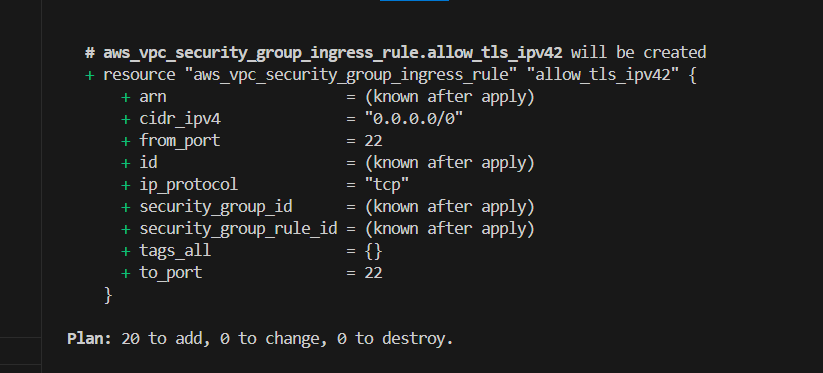 # aws_vpc_security_group_ingress_rule.allow_tls_ipv42 will be created
+ resource "aws_vpc_security_group_ingress_rule" "allow_tls_ipv42" {
+ arn = (known after apply)
+ cidr_ipv4 = "0.0.0.0/0"
+ from_port = 22
+ id = (known after apply)
+ ip_protocol = "tcp"
+ security_group_id = (known after apply)
+ security_group_rule_id = (known after apply)
+ tags_all = {}
+ to_port = 22
}
Plan: 20 to add, 0 to change, 0 to destroy.